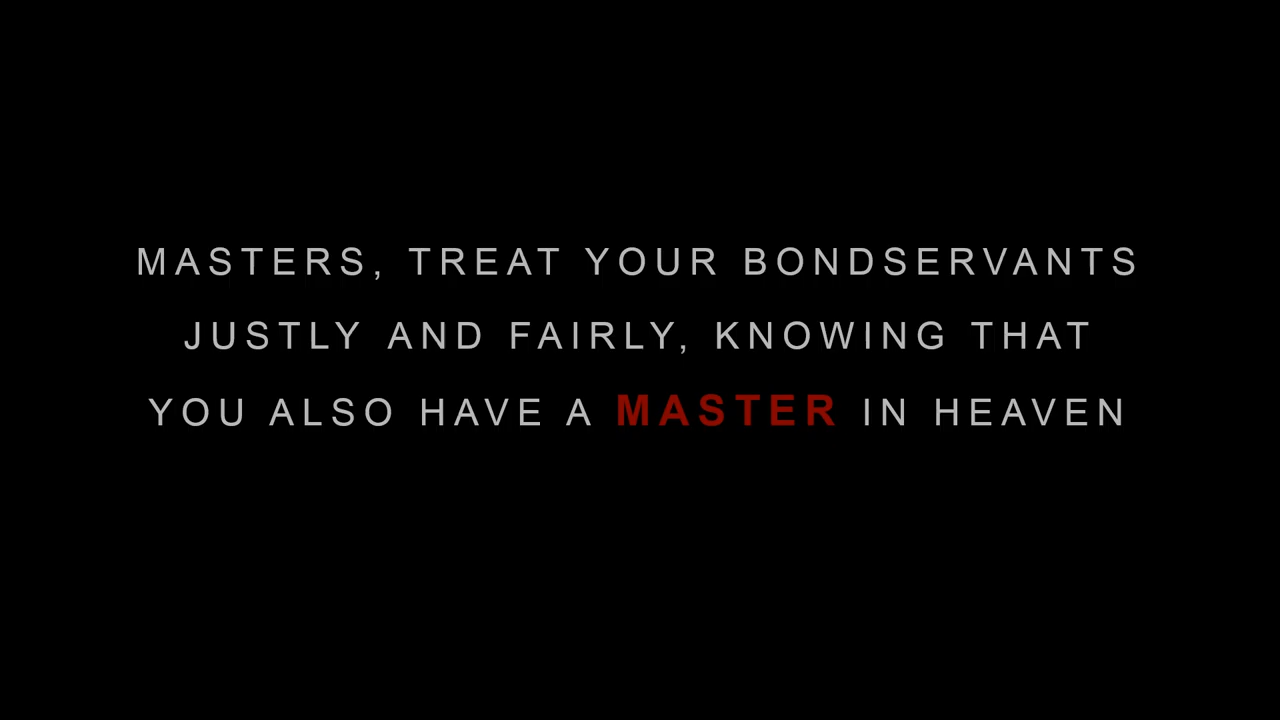 MASTERS, TREAT YOUR BONDSERVANTS
JUSTLY AND FAIRLY, KNOWING THAT
YOU ALSO HAVE A MASTER IN HEAVEN